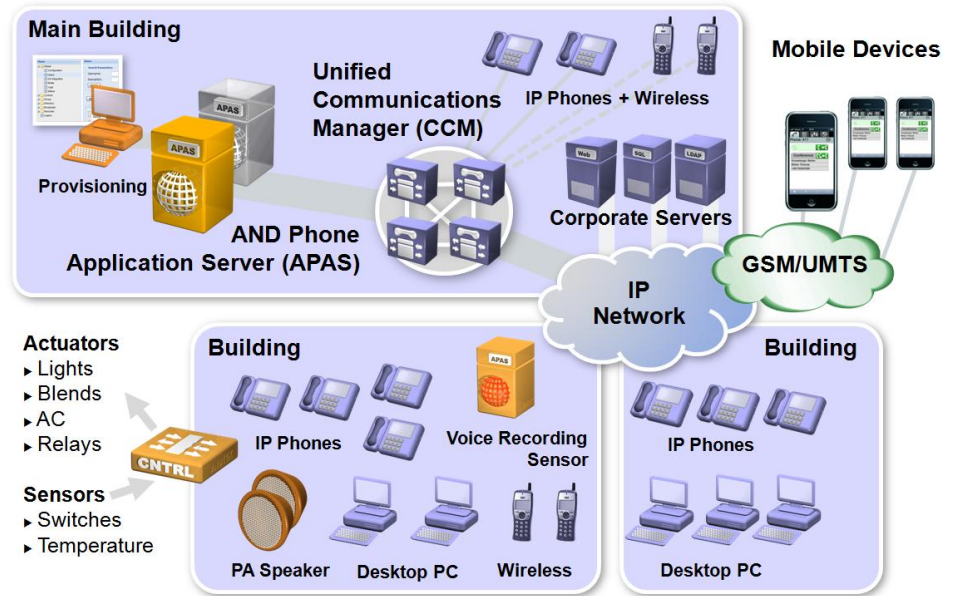 Main Building
Mobile Devices
Unified
Communications
Manager (CCM)
IP Phones + Wireless
APAS
APAS
Provisioning
Web
SQL
LDAP
Corporate Servers
AND Phone
Application Server (APAS)
GSM/UMTS
IP
Network
Actuators
▸ Lights
▸ Blends
▸ AC
▸ Relays
Sensors
▸ Switches
▸ Temperature
CNTRL
Building
APAS
IP Phones
Voice Recording
Sensor
PA Speaker
Desktop PC
Wireless
Building
IP Phones
Desktop PC